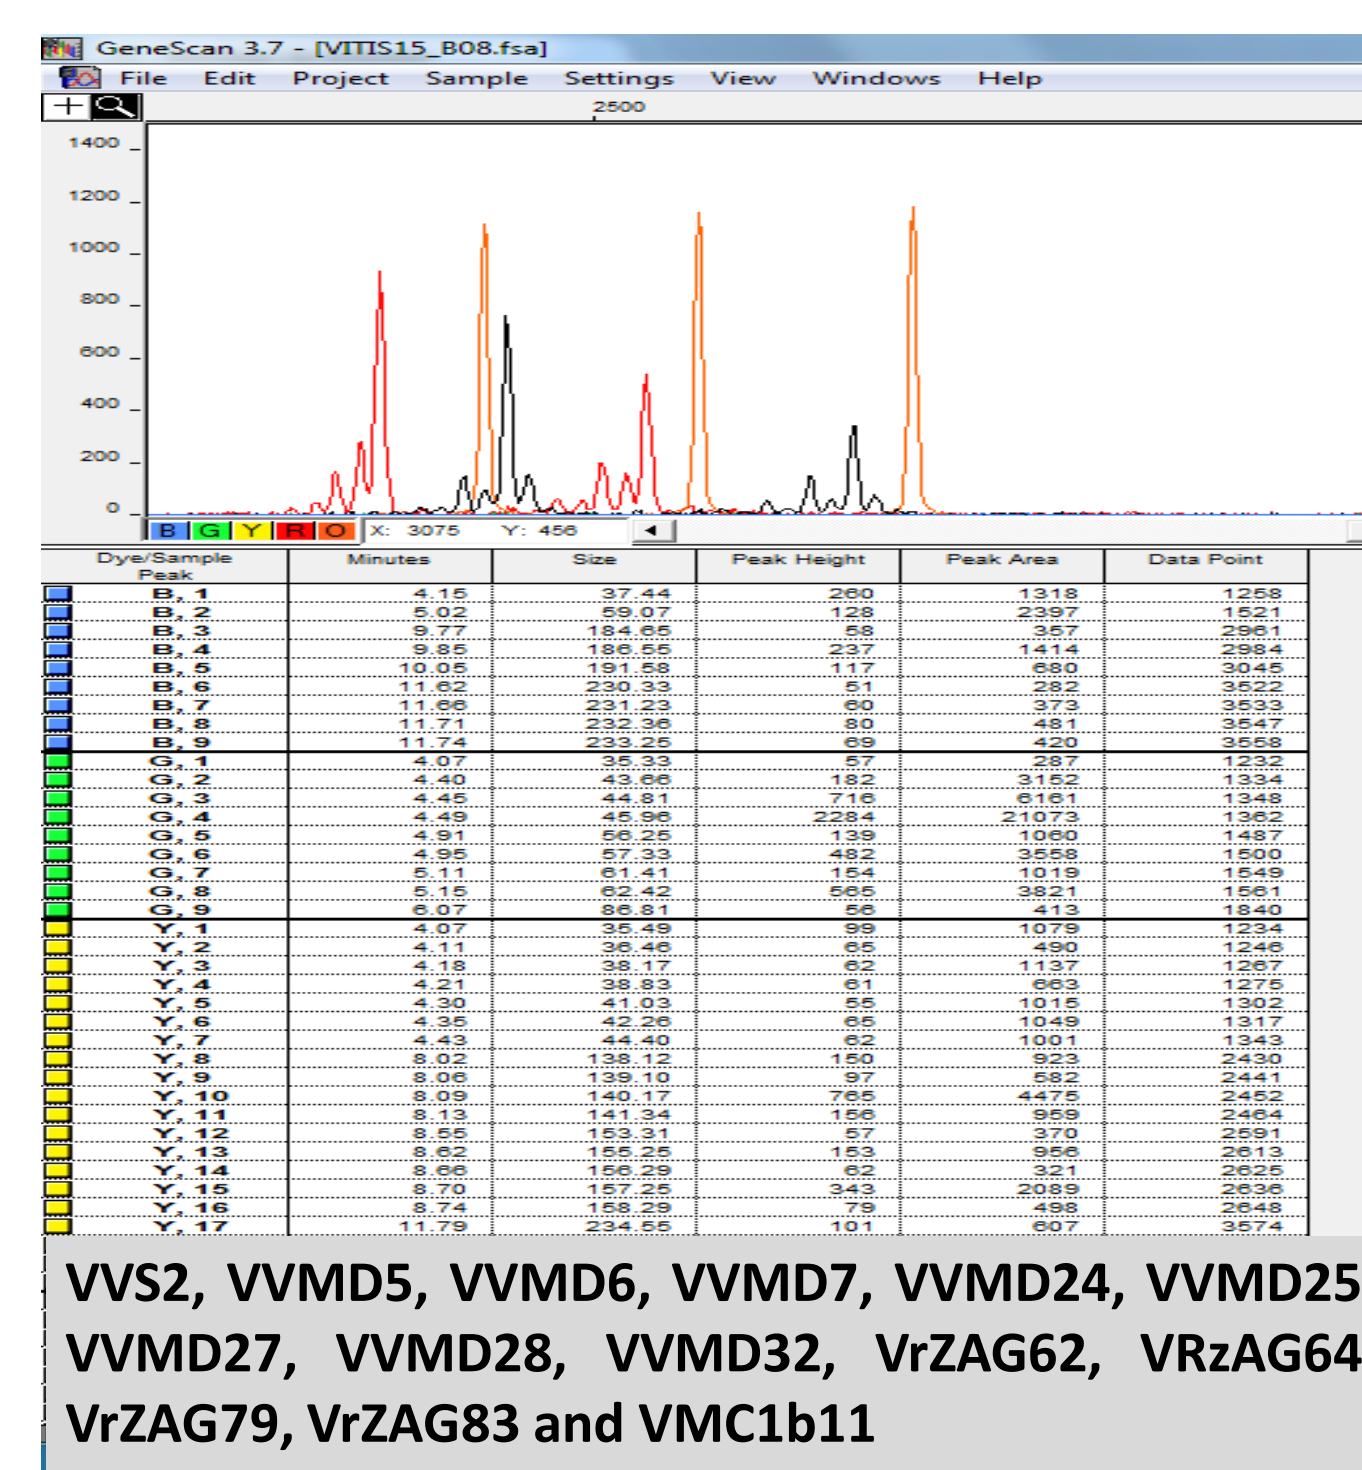 GeneScan 3.7 - [VITIS15_B08.fsa]
File Edit Project Sample Settings View Windows Help
2500
1400
1200
1000
800
600
400
200
0
B G Y R O X: 3075 Y: 456
Dye/Sample Peak Minutes Size Peak Height Peak Area Data Point
B, 1 4.15 37.44 260 1318 1258
B, 2 5.02 59.07 128 2397 1521
B, 3 9.77 184.65 58 357 2961
B, 4 9.85 186.55 237 1414 2984
B, 5 10.05 191.58 117 680 3045
B, 6 11.62 230.33 51 282 3522
B, 7 11.66 231.23 60 373 3533
B, 8 11.71 232.36 80 481 3547
B, 9 11.74 233.25 69 420 3558
G, 1 4.07 35.33 57 287 1232
G, 2 4.40 43.66 182 3152 1334
G, 3 4.45 44.81 716 6161 1348
G, 4 4.49 45.96 2284 21073 1362
G, 5 4.91 56.25 139 1060 1487
G, 6 4.95 57.33 482 3558 1500
G, 7 5.11 61.41 154 1019 1549
G, 8 5.15 62.42 565 3821 1561
G, 9 6.07 86.81 56 413 1840
Y, 1 4.07 35.49 99 1079 1234
Y, 2 4.11 36.46 65 490 1246
Y, 3 4.18 38.17 62 1137 1267
Y, 4 4.21 38.83 61 663 1275
Y, 5 4.30 41.03 55 1015 1302
Y, 6 4.35 42.26 65 1049 1317
Y, 7 4.43 44.40 62 1001 1343
Y, 8 8.02 138.12 150 923 2430
Y, 9 8.06 139.10 97 582 2441
Y, 10 8.09 140.17 765 4475 2452
Y, 11 8.13 141.34 156 959 2464
Y, 12 8.55 153.31 57 370 2591
Y, 13 8.62 155.25 153 956 2613
Y, 14 8.66 156.29 62 321 2625
Y, 15 8.70 157.25 343 2089 2636
Y, 16 8.74 158.29 79 498 2648
Y, 17 11.79 234.55 101 607 3574
VVS2, VVMD5, VVMD6, VVMD7, VVMD24, VVMD25
VVMD27, VVMD28, VVMD32, VrZAG62, VRzAG64
VrZAG79, VrZAG83 and VMC1b11